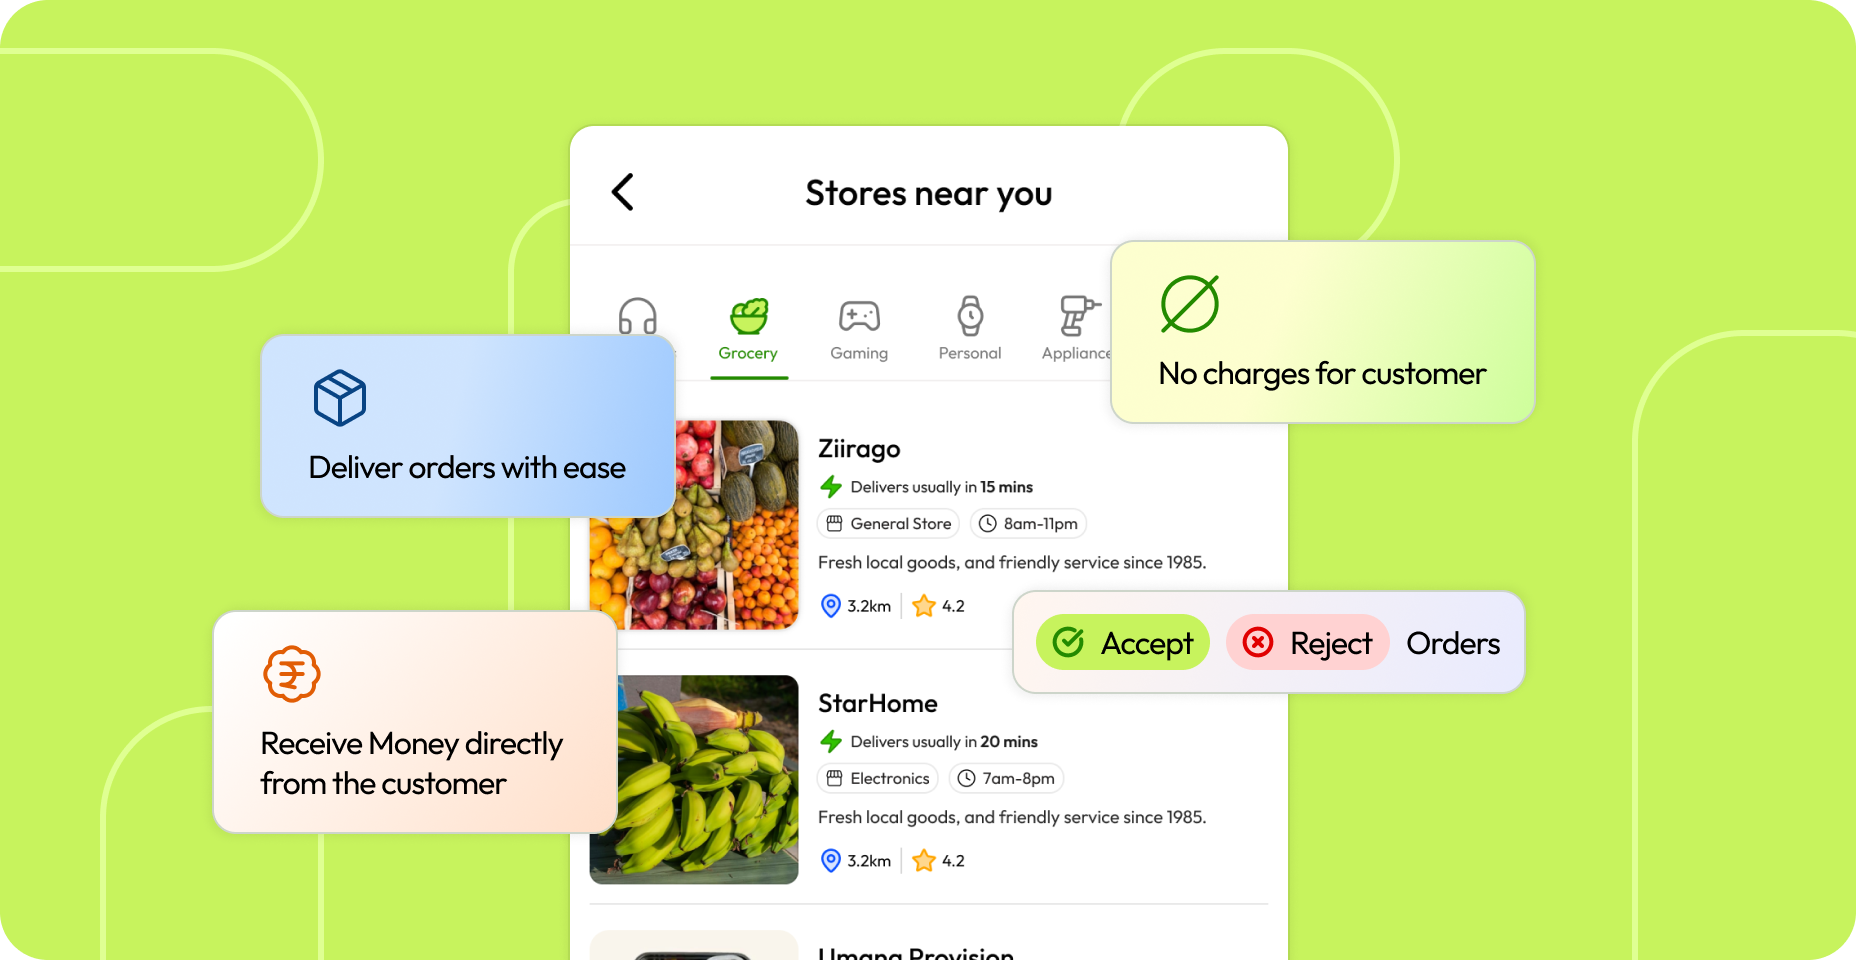 Stores near you
Grocery
Gaming
Personal
Appliance
No charges for customer
Deliver orders with ease
Ziirago
Delivers usually in 15 mins
General Store
8am-11pm
Fresh local goods, and friendly service since 1985.
3.2km
4.2
Accept
Reject
Orders
Receive Money directly
from the customer
StarHome
Delivers usually in 20 mins
Electronics
7am-8pm
Fresh local goods, and friendly service since 1985.
3.2km
4.2
Umang Provision